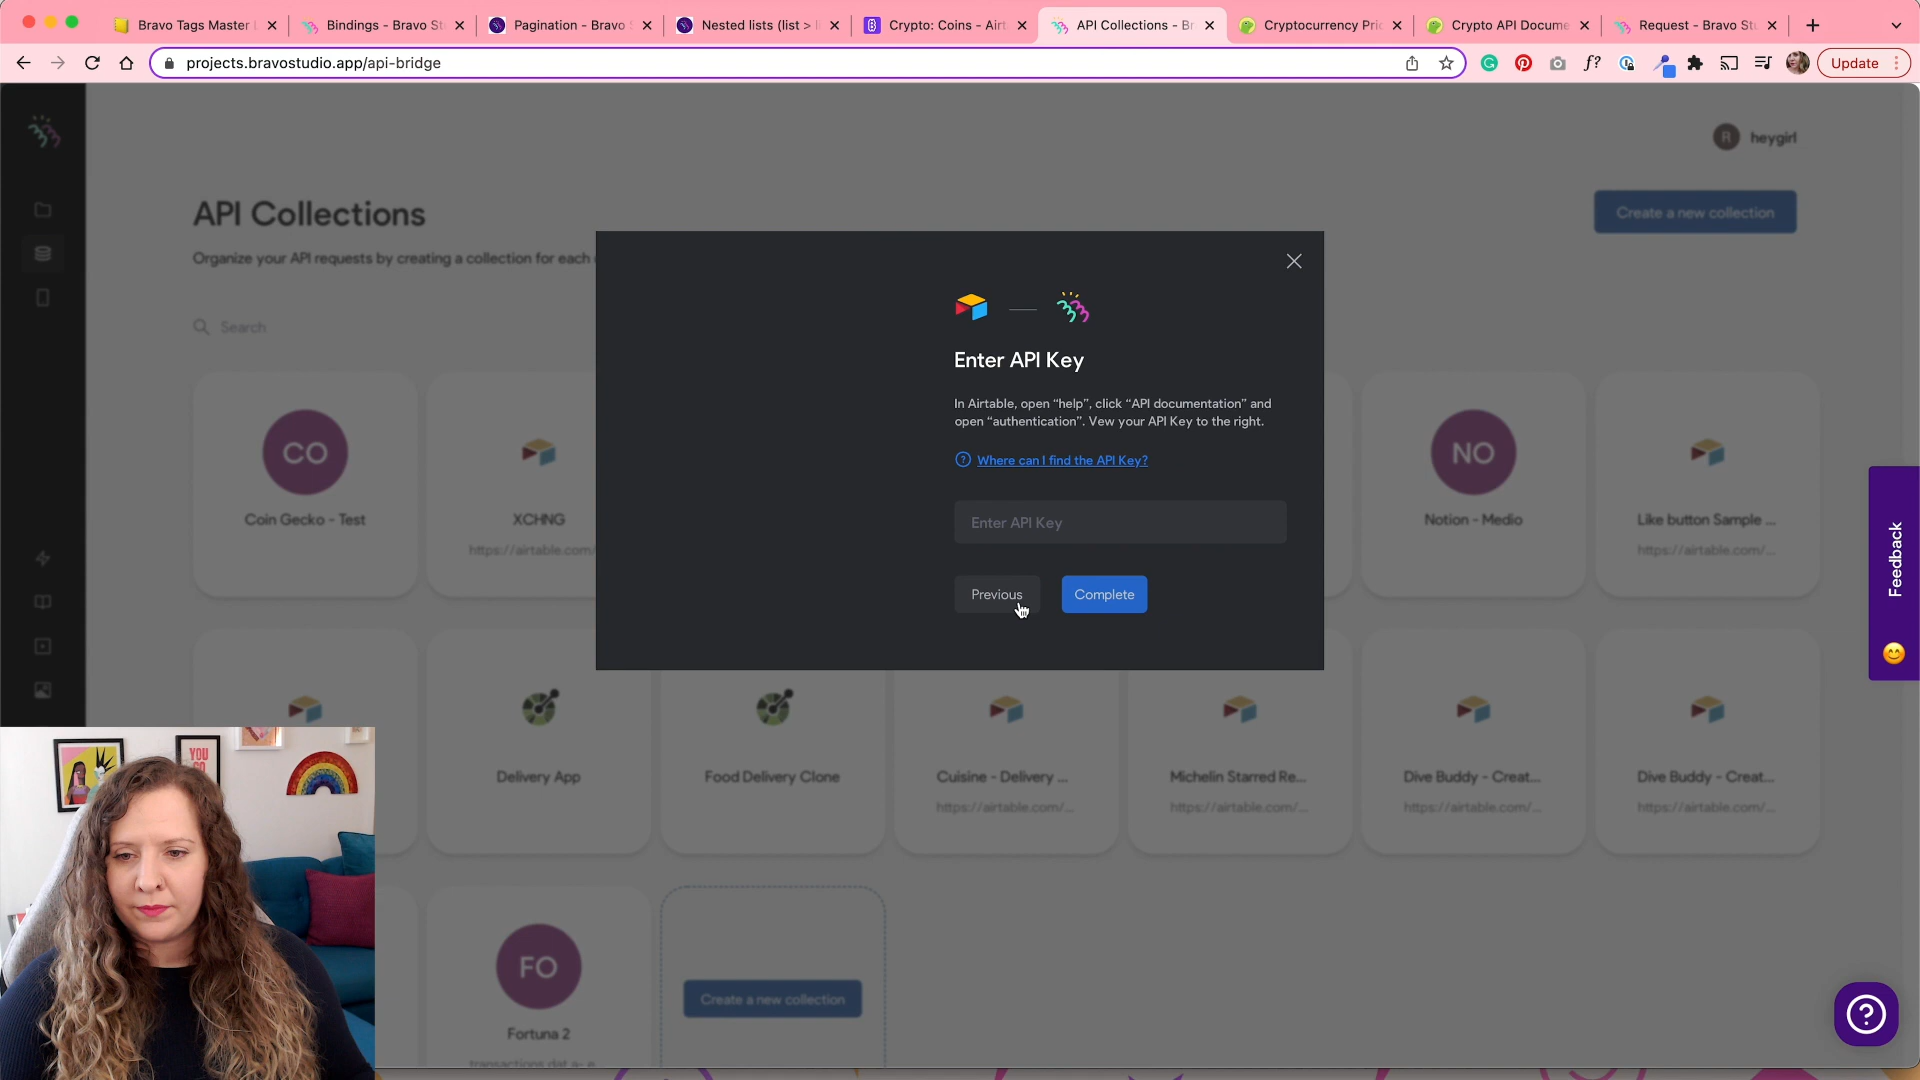 Bravo Tags Master
Bindings - Bravo St
Pagination - Bravo S
Nested lists (list > li
Crypto: Coins - Airt
API Collections - Br
Cryptocurrency Pric
Crypto API Docume
Request - Bravo Stu
projects.bravostudio.app/api-bridge
f?
Update
R
heygirl
API Collections
Create a new collection
Organize your API requests by creating a collection for each
Search
Enter API Key
In Airtable, open “help”, click “API documentation” and
open “authentication”. Vew your API Key to the right.
Where can I find the API Key?
Enter API Key
Previous
Complete
CO
Coin Gecko - Test
XCHNG
https://airtable.com/
NO
Notion - Medio
Like button Sample ...
https://airtable.com/...
Feedback
Delivery App
Food Delivery Clone
Cuisine - Delivery ...
https://airtable.com/...
Michelin Starred Re...
https://airtable.com/...
Dive Buddy - Creat...
https://airtable.com/...
Dive Buddy - Creat...
https://airtable.com/...
YOU
GO
FO
Fortuna 2
Create a new collection